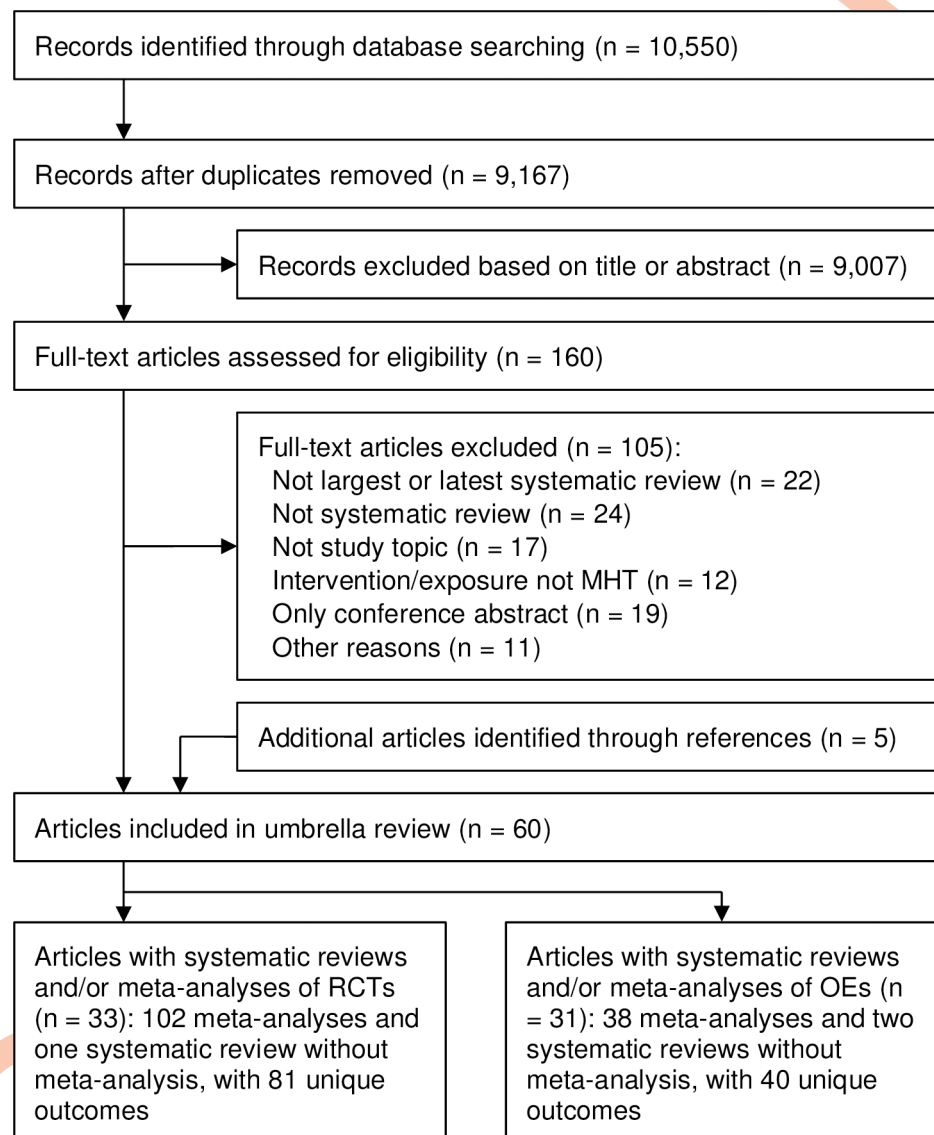 Records identified through database searching (n = 10,550)
Records after duplicates removed (n = 9,167)
Records excluded based on title or abstract (n = 9,007)
Full-text articles assessed for eligibility (n = 160)
Full-text articles excluded (n = 105):
Not largest or latest systematic review (n = 22)
Not systematic review (n = 24)
Not study topic (n = 17)
Intervention/exposure not MHT (n = 12)
Only conference abstract (n = 19)
Other reasons (n = 11)
Additional articles identified through references (n = 5)
Articles included in umbrella review (n = 60)
Articles with systematic reviews
and/or meta-analyses of RCTs
(n = 33): 102 meta-analyses and
one systematic review without
meta-analysis, with 81 unique
outcomes
Articles with systematic reviews
and/or meta-analyses of OEs (n
= 31): 38 meta-analyses and two
systematic reviews without
meta-analysis, with 40 unique
outcomes